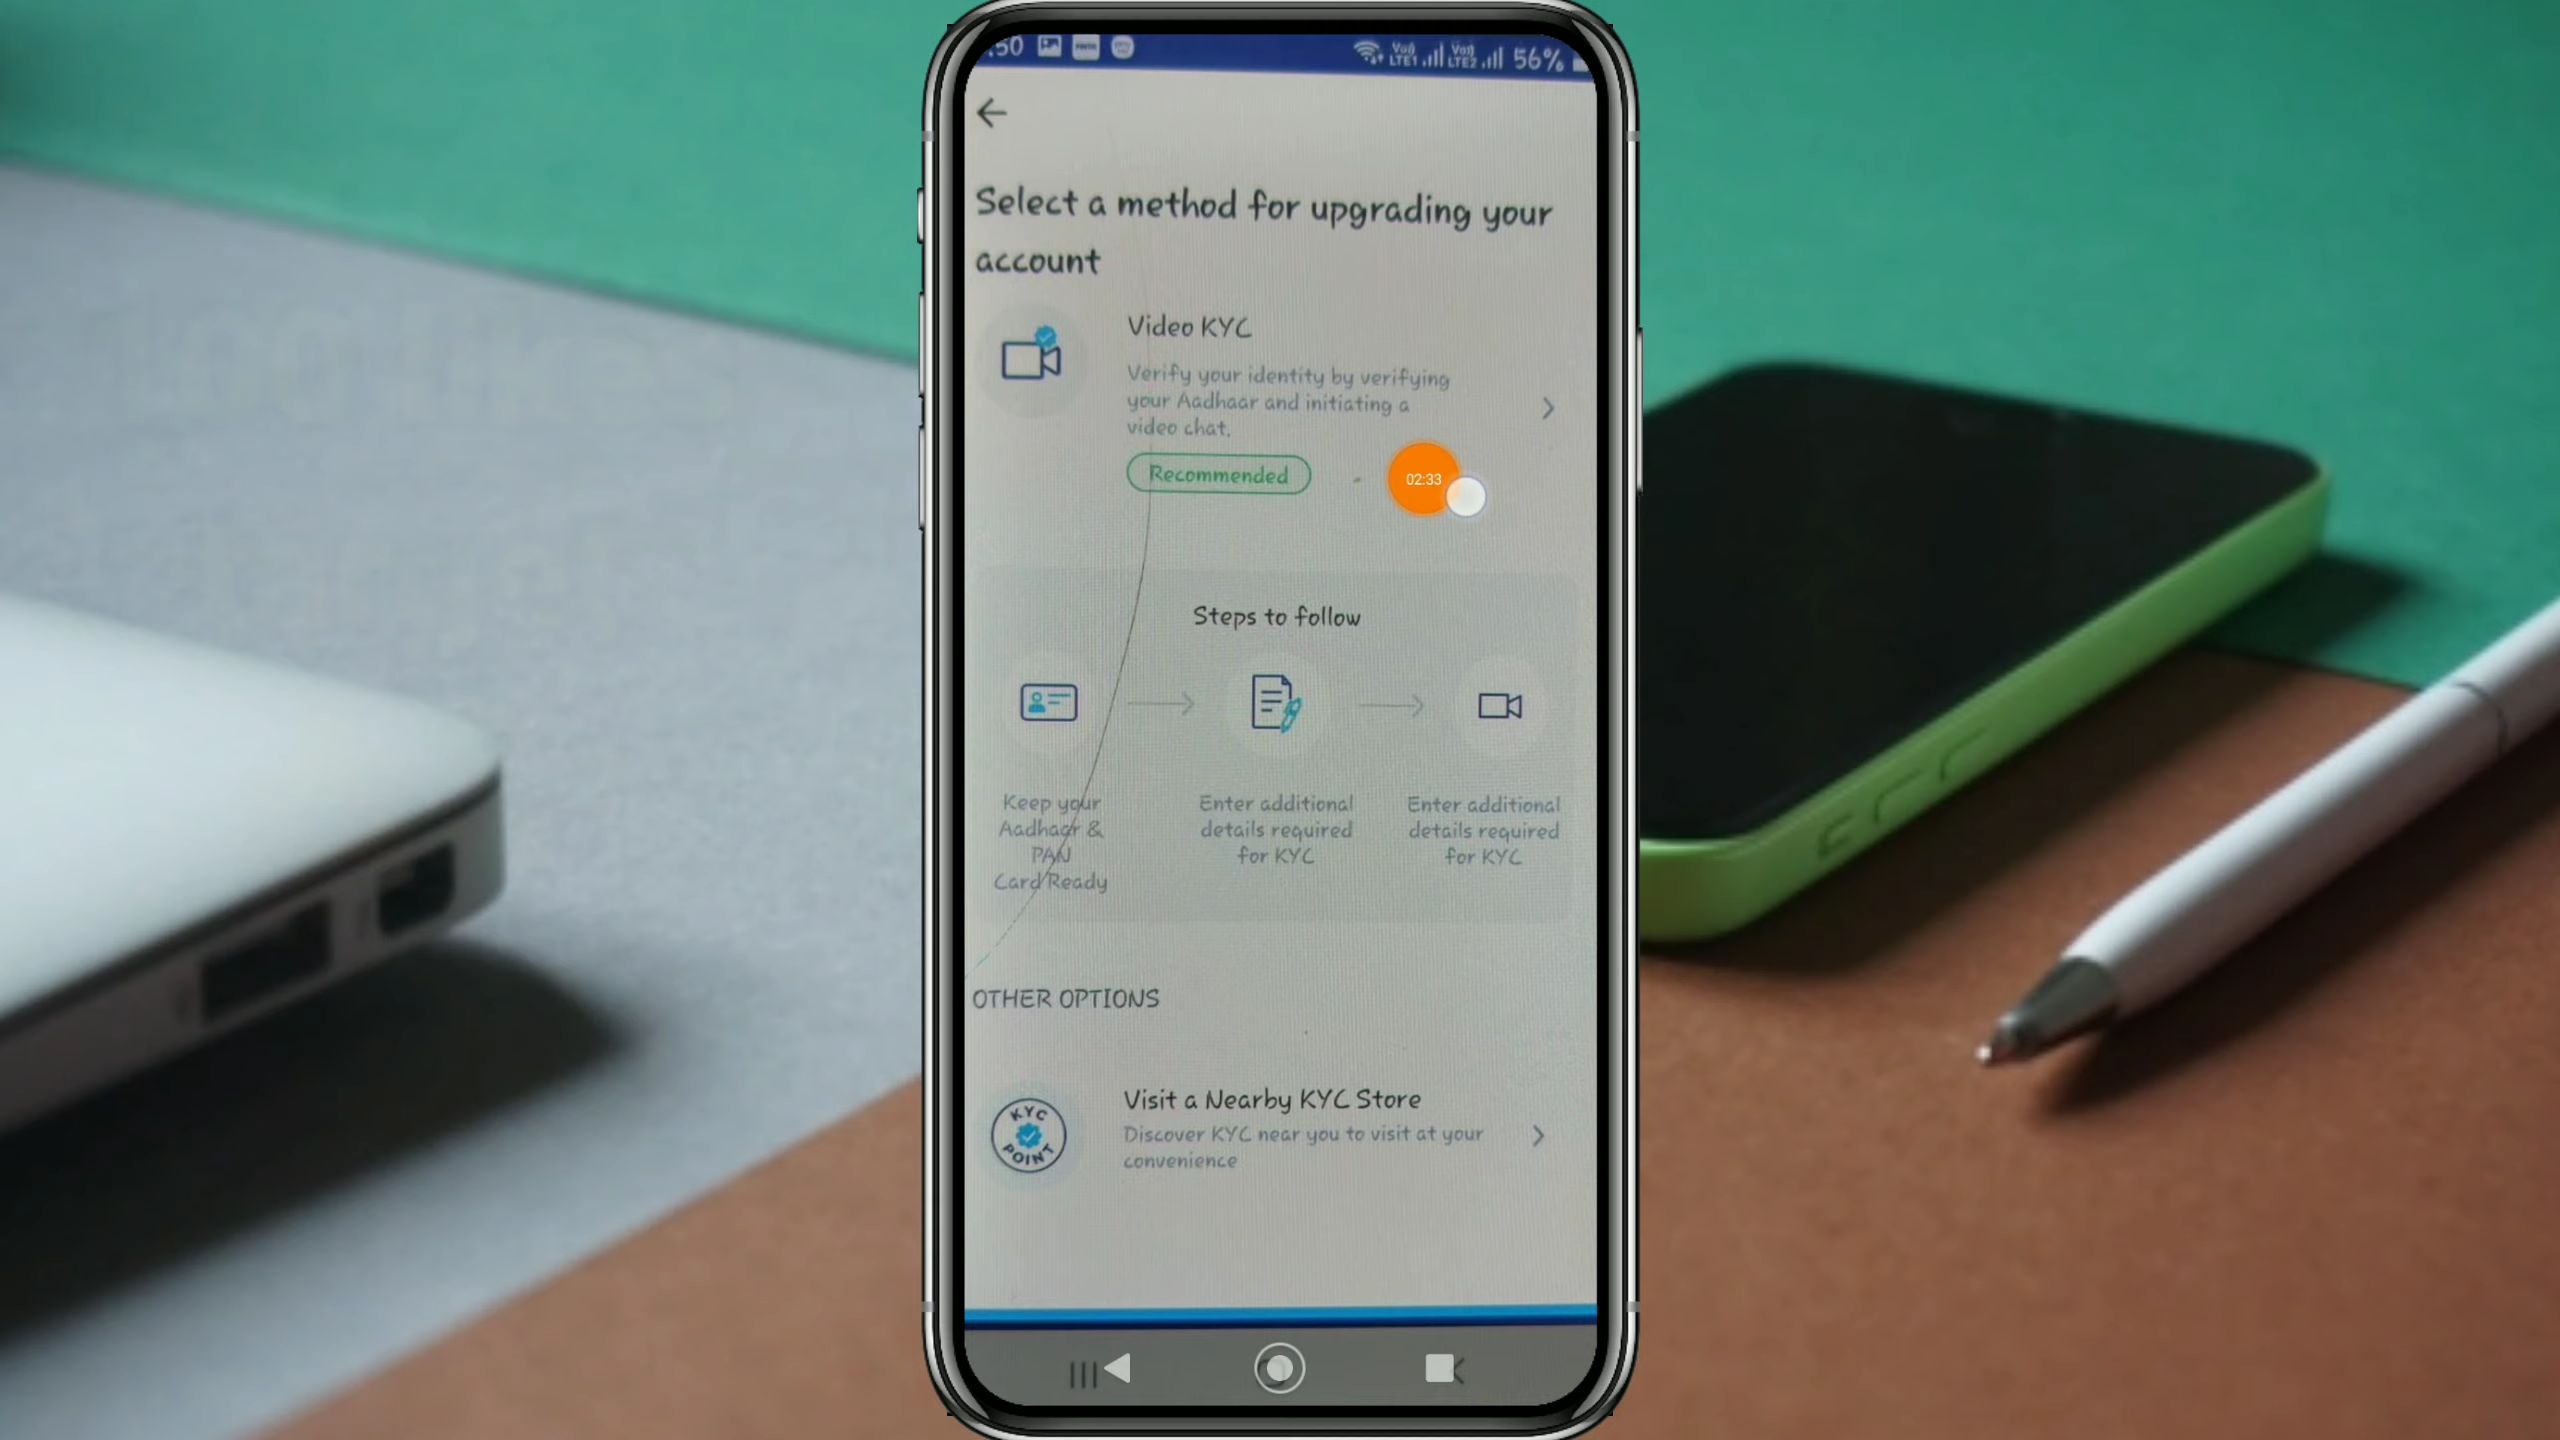 :50 56%
Select a method for upgrading your
account
Video KYC
Verify your identity by verifying
your Aadhaar and initiating a
video chat.
Recommended
02:33
Steps to follow
Keep your
Aadhaar &
PAN
Card Ready
Enter additional
details required
for KYC
Enter additional
details required
for KYC
OTHER OPTIONS
KYC
POINT
Visit a Nearby KYC Store
Discover KYC near you to visit at your
convenience